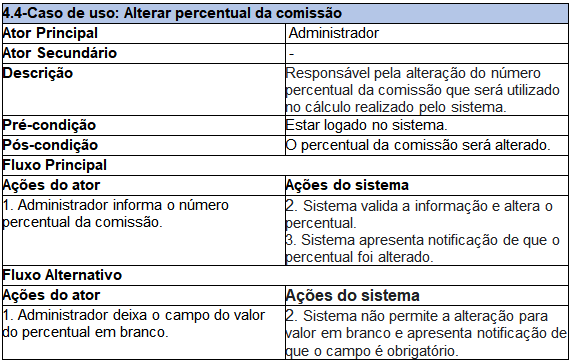 4.4-Caso de uso: Alterar percentual da comissão
Ator Principal
Administrador
Ator Secundário
-
Descrição
Responsável pela alteração do número
percentual da comissão que será utilizado
no cálculo realizado pelo sistema.
Pré-condição
Estar logado no sistema.
Pós-condição
O percentual da comissão será alterado.
Fluxo Principal
Ações do ator
Ações do sistema
1. Administrador informa o número
percentual da comissão.
2. Sistema valida a informação e altera o
percentual.
3. Sistema apresenta notificação de que o
percentual foi alterado.
Fluxo Alternativo
Ações do ator
Ações do sistema
1. Administrador deixa o campo do valor
do percentual em branco.
2. Sistema não permite a alteração para
valor em branco e apresenta notificação de
que o campo é obrigatório.